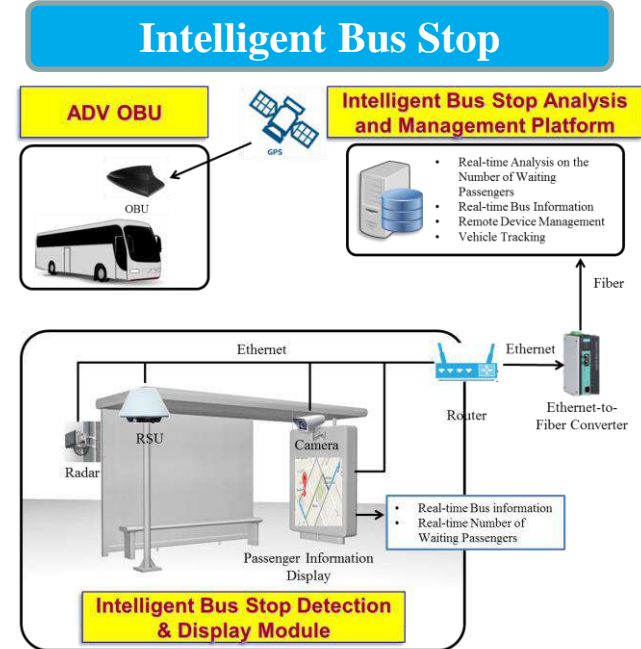 Intelligent Bus Stop
ADV OBU
GPS
OBU
Intelligent Bus Stop Analysis
and Management Platform
• Real-time Analysis on the
Number of Waiting
Passengers
• Real-time Bus Information
• Remote Device Management
• Vehicle Tracking
Fiber
Ethernet
Ethernet
Router
Ethernet-to-
Fiber Converter
RSU
Camera
Radar
• Real-time Bus information
• Real-time Number of
Waiting Passengers
Passenger Information
Display
Intelligent Bus Stop Detection
& Display Module